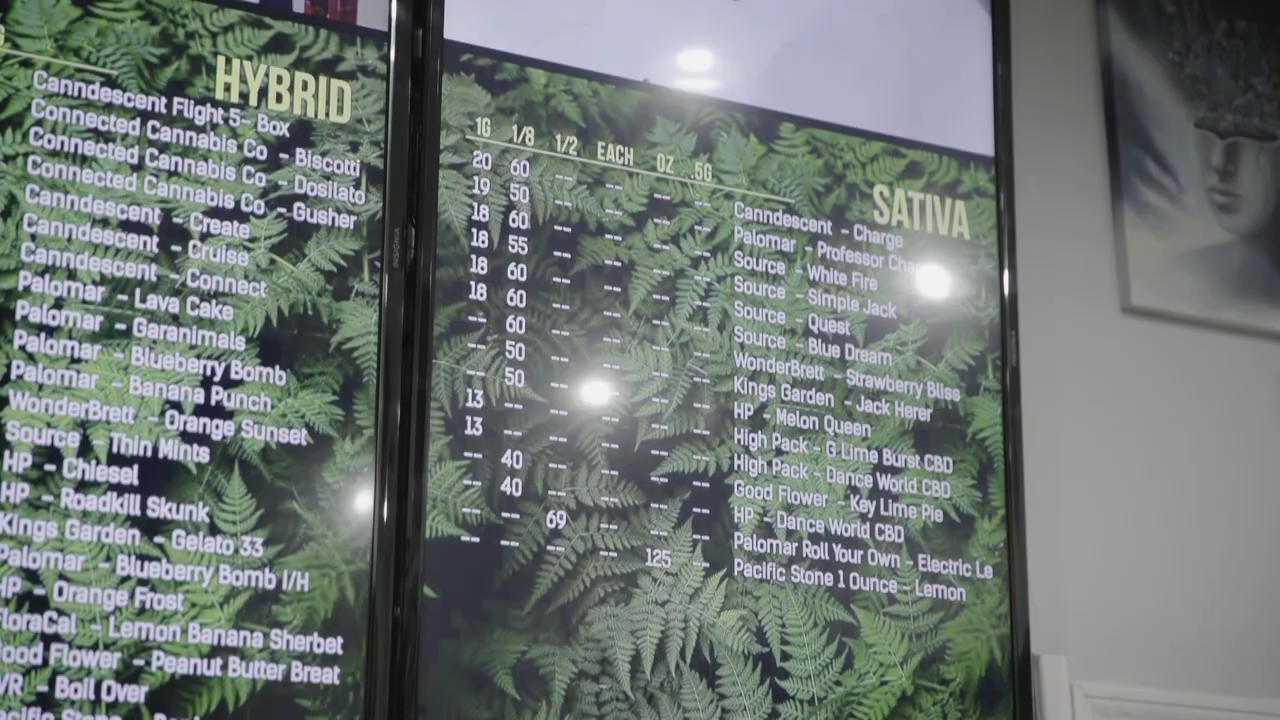 HYBRID
Canndescent Flight 5- Box
Connected Cannabis Co - Biscotti
Connected Cannabis Co - Dosilato
Connected Cannabis Co - Gusher
Canndescent - Create
Canndescent - Cruise
Canndescent - Connect
Palomar - Lava Cake
Palomar - Garanimals
Palomar - Blueberry Bomb
Palomar - Banana Punch
WonderBrett - Orange Sunset
Source - Thin Mints
HP - Chiesel
HP - Roadkill Skunk
Kings Garden - Gelato 33
Palomar - Blueberry Bomb I/H
HP - Orange Frost
- Lemon Banana Sherbet
Flower - Peanut Butter Breat
- Boil Over
INSIGNIA
SATIVA
1G 1/8 1/2 EACH OZ .5G
20 60 -- -- -- -- Canndescent - Charge
19 50 -- -- -- -- Palomar - Professor
18 60 -- -- -- -- Source - White Fire
18 55 -- -- -- -- Source - Simple Jack
18 60 -- -- -- -- Source - Quest
18 60 -- -- -- -- Source - Blue Dream
-- 60 -- -- -- -- WonderBrett - Strawberry Bliss
-- 50 -- -- -- -- Kings Garden - Jack Herer
-- 50 -- -- -- HP - Melon Queen
13 -- -- -- -- -- High Pack - G Lime Burst CBD
13 -- -- -- -- -- High Pack - Dance World CBD
-- 40 -- -- -- -- Good Flower - Key Lime Pie
-- 40 -- -- -- -- HP - Dance World CBD
-- -- 69 -- -- -- Palomar Roll Your Own - Electric Le
-- -- -- -- 125 -- Pacific Stone 1 Ounce - Lemon